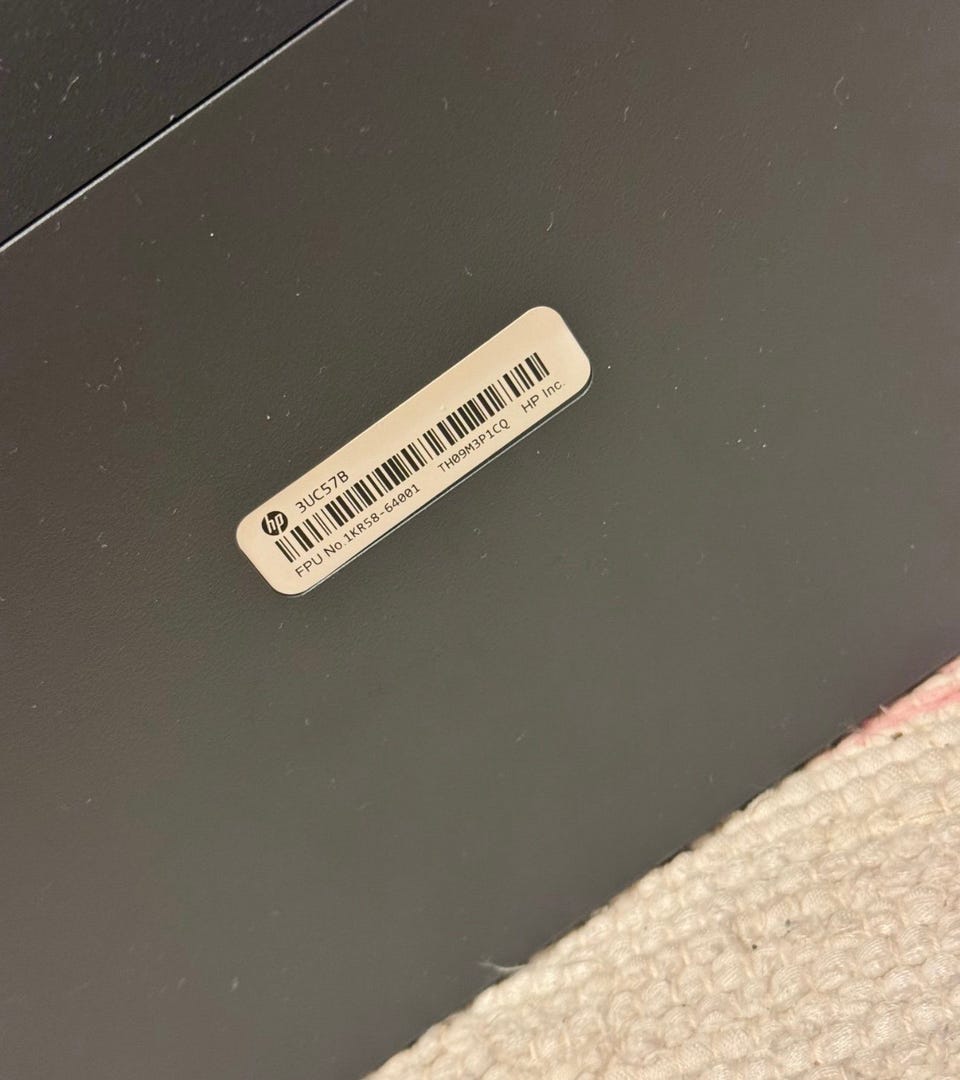 hp 3UC57B
FPU No.1KR58-64001 TH09M3P1CQ HP Inc.